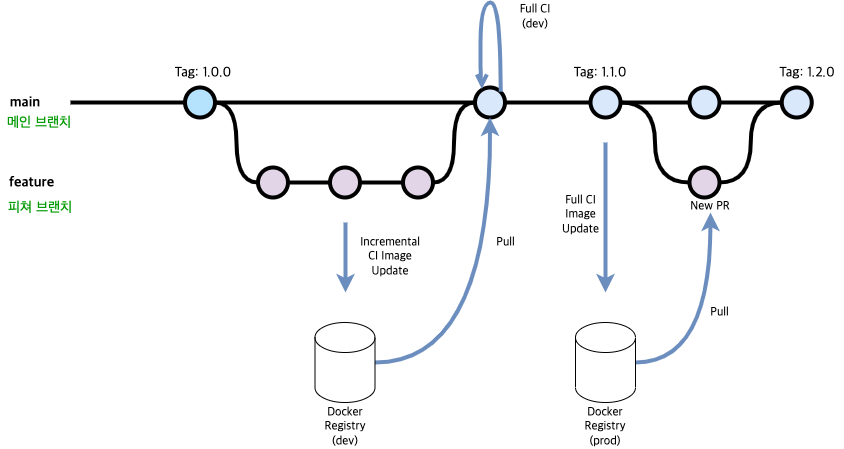 Full CI
(dev)
Tag: 1.0.0
Tag: 1.1.0
Tag: 1.2.0
main
메인 브랜치
feature
피쳐 브랜치
New PR
Full CI
Image
Update
Incremental
CI Image
Update
Pull
Pull
Docker
Registry
(dev)
Docker
Registry
(prod)